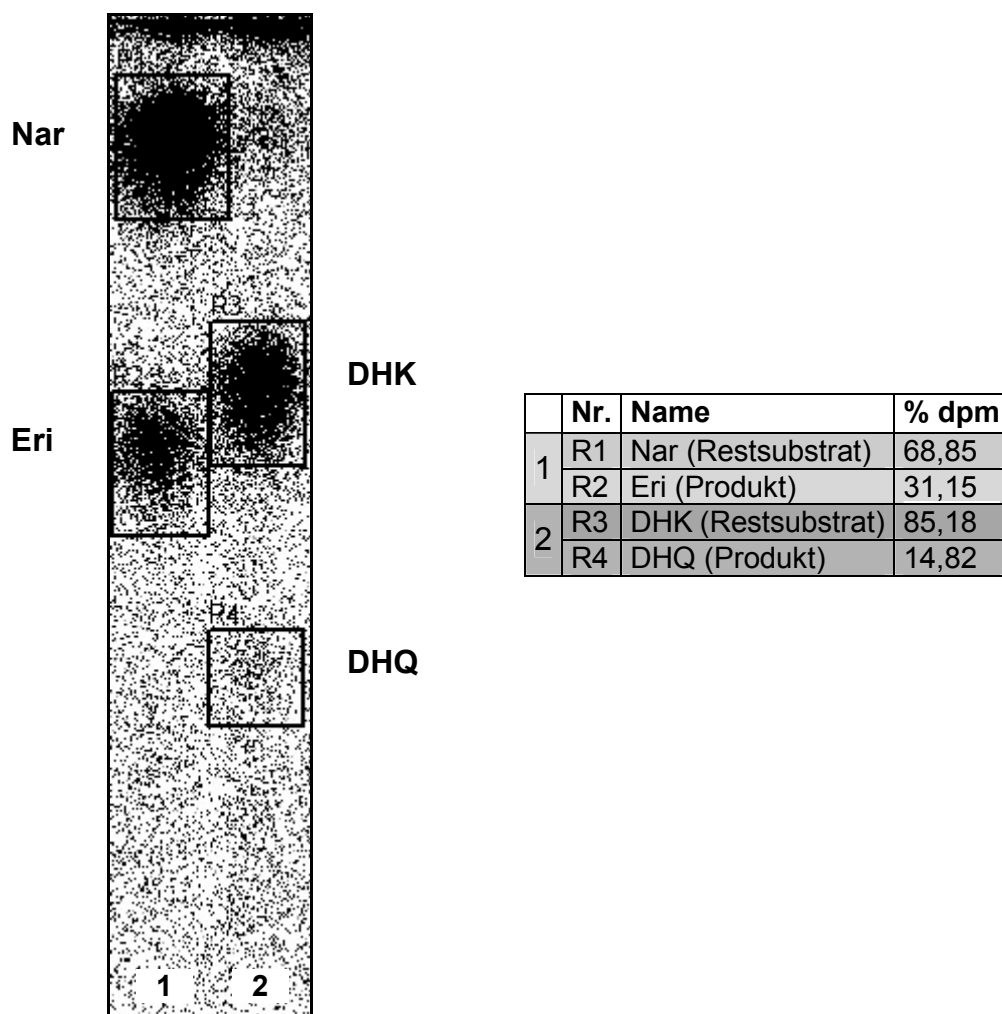 Nar
R3
DHK
R2
Eri
R4
DHQ
1 2
Nr. Name % dpm
1
R1 Nar (Restsubstrat) 68,85
R2 Eri (Produkt) 31,15
2
R3 DHK (Restsubstrat) 85,18
R4 DHQ (Produkt) 14,82